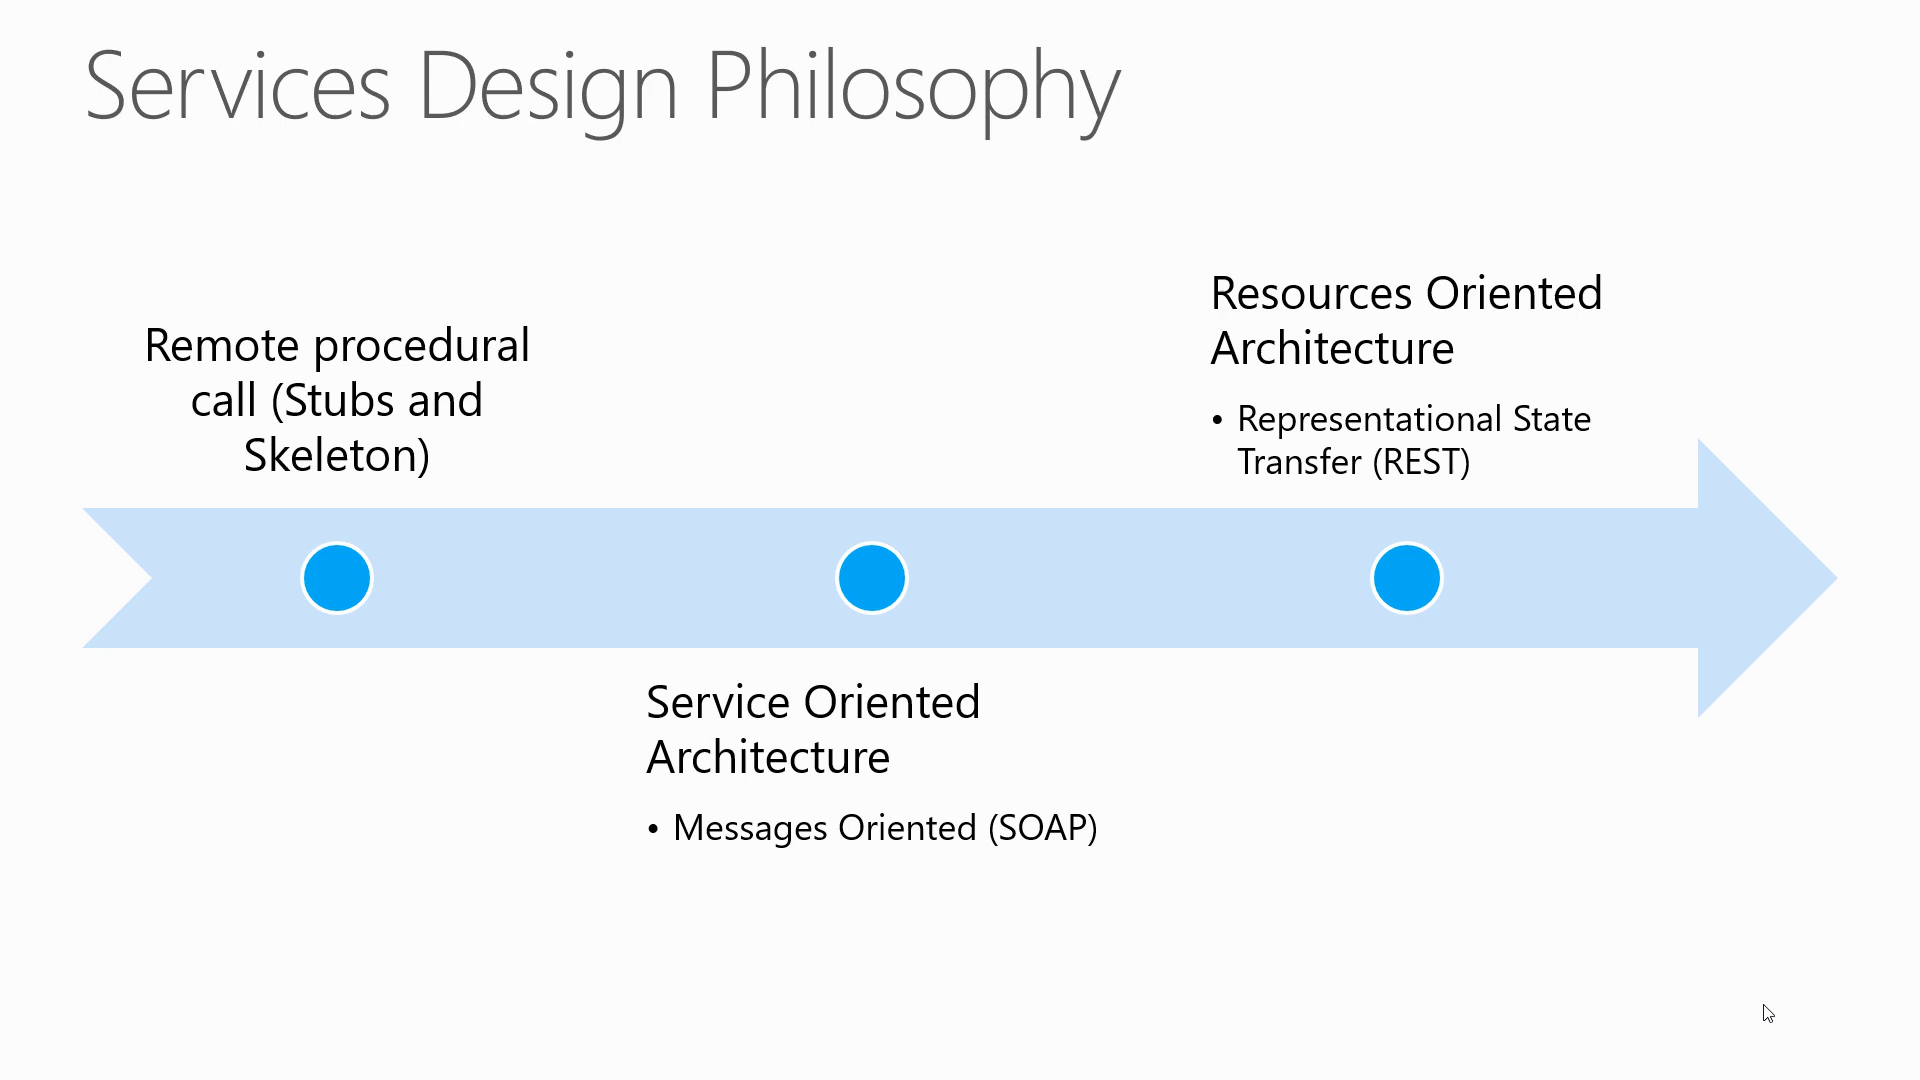 Services Design Philosophy
Remote procedural
call (Stubs and
Skeleton)
Service Oriented
Architecture
• Messages Oriented (SOAP)
Resources Oriented
Architecture
• Representational State
Transfer (REST)